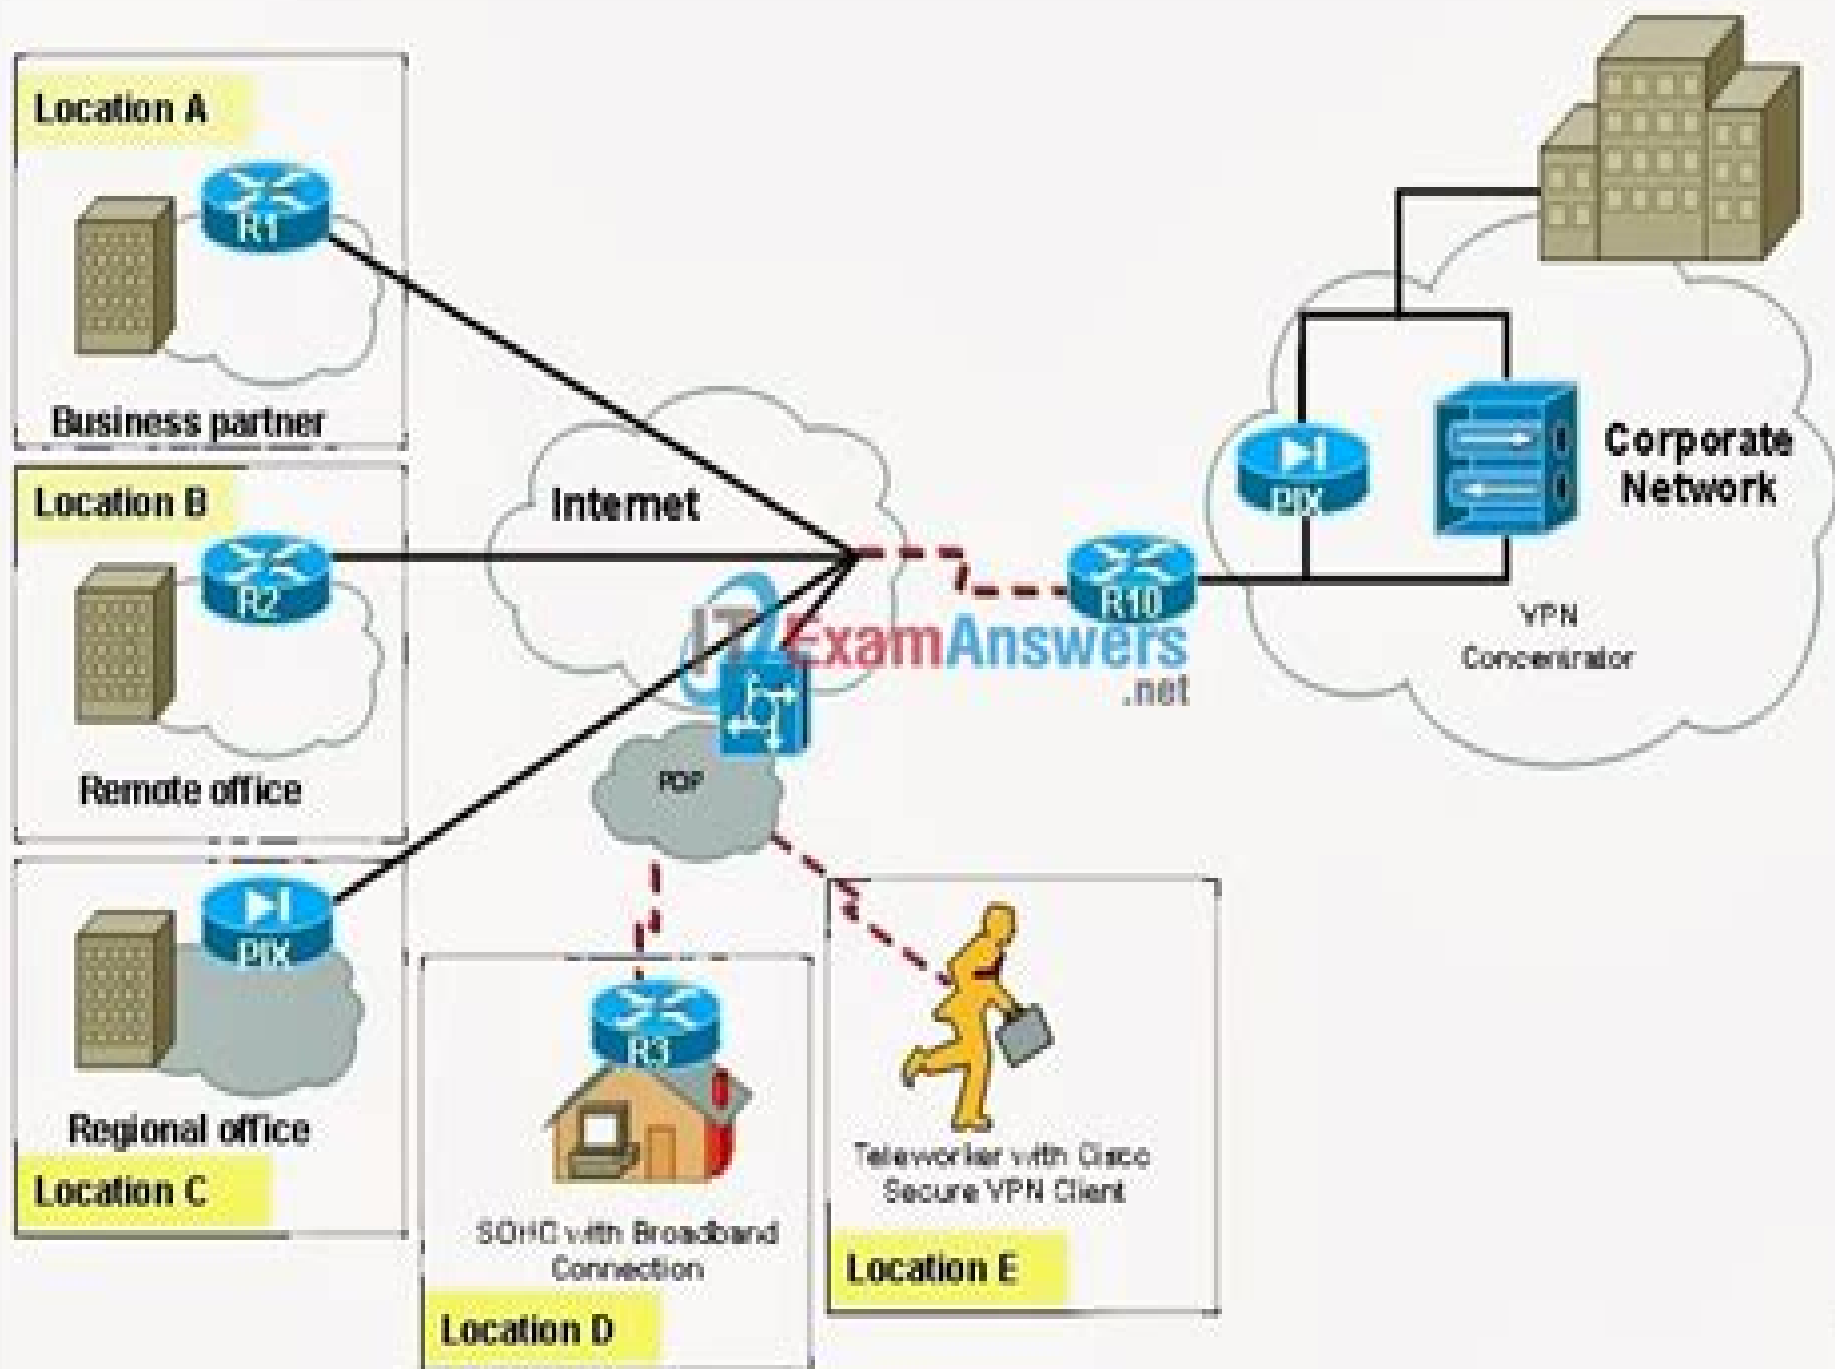 Location A
R1
Business partner
Location B
R2
Remote office
PIX
Regional office
Location C
Internet
ITExamAnswers
.net
POP
R3
SOHO with Broadband
Connection
Location D
Teleworker with Cisco
Secure VPN Client
Location E
R10
PIX
Corporate
Network
VPN
Concentrator